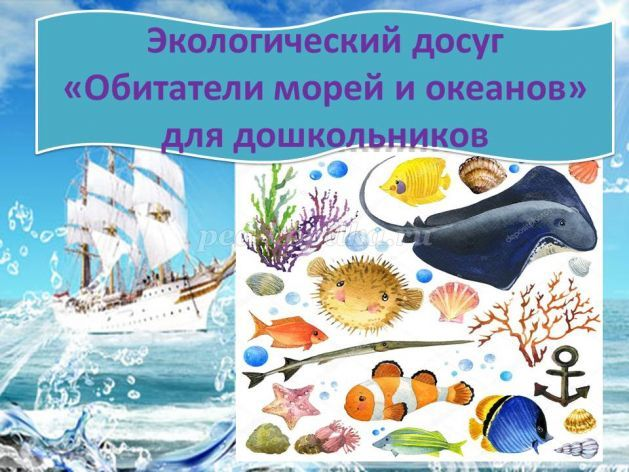 Экологический досуг
«Обитатели морей и океанов»
для дошкольников